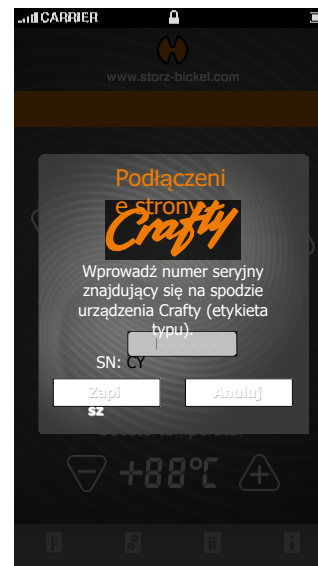 CARRIER
www.storz-bickel.com
Podłączeni
e strony
Crafty
Wprowadź numer seryjny
znajdujący się na spodzie
urządzenia Crafty (etykieta
typu).
SN: CY
Zapi
sz
Anuluj
+88°C